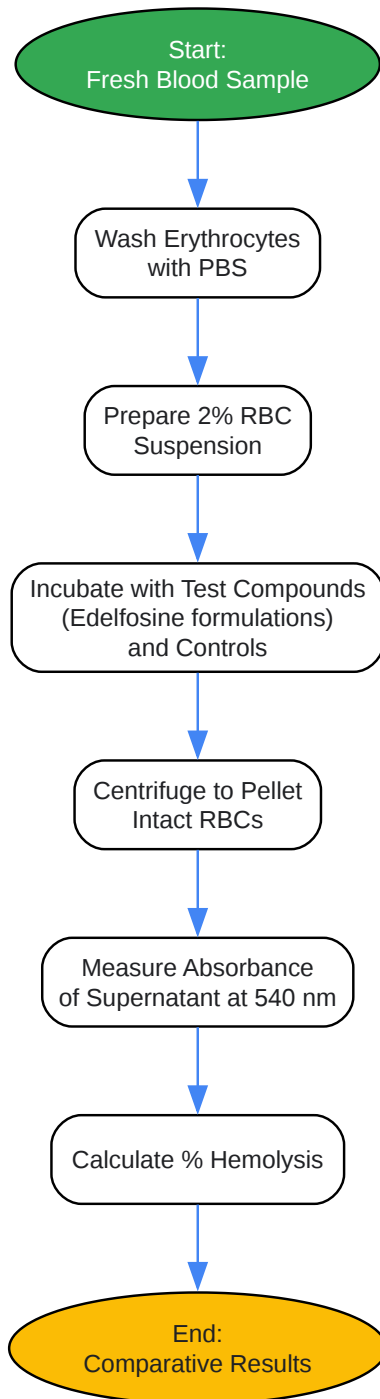 Start:
Fresh Blood Sample
Wash Erythrocytes
with PBS
Prepare 2% RBC
Suspension
Incubate with Test Compounds
(Edelfosine formulations)
and Controls
Centrifuge to Pellet
Intact RBCs
Measure Absorbance
of Supernatant at 540 nm
Calculate % Hemolysis
End:
Comparative Results